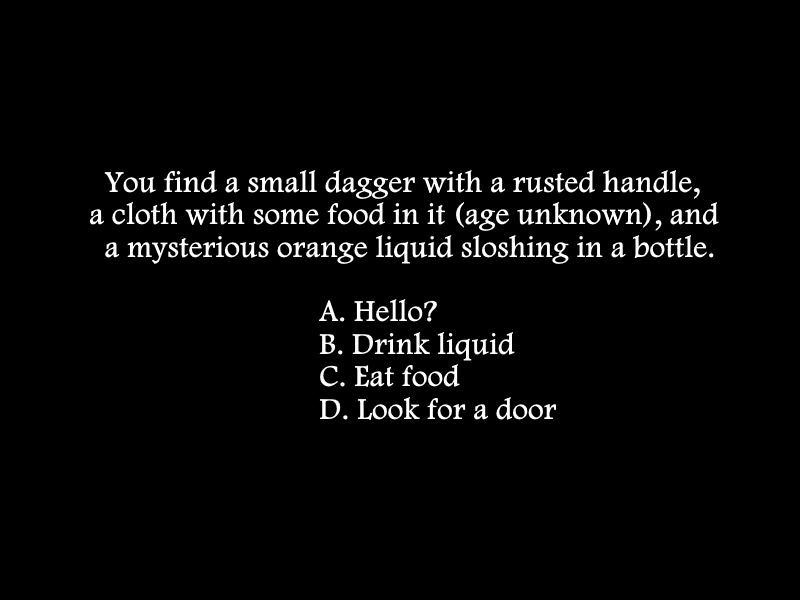 You find a small dagger with a rusted handle,
a cloth with some food in it (age unknown), and
a mysterious orange liquid sloshing in a bottle.
A. Hello?
B. Drink liquid
C. Eat food
D. Look for a door